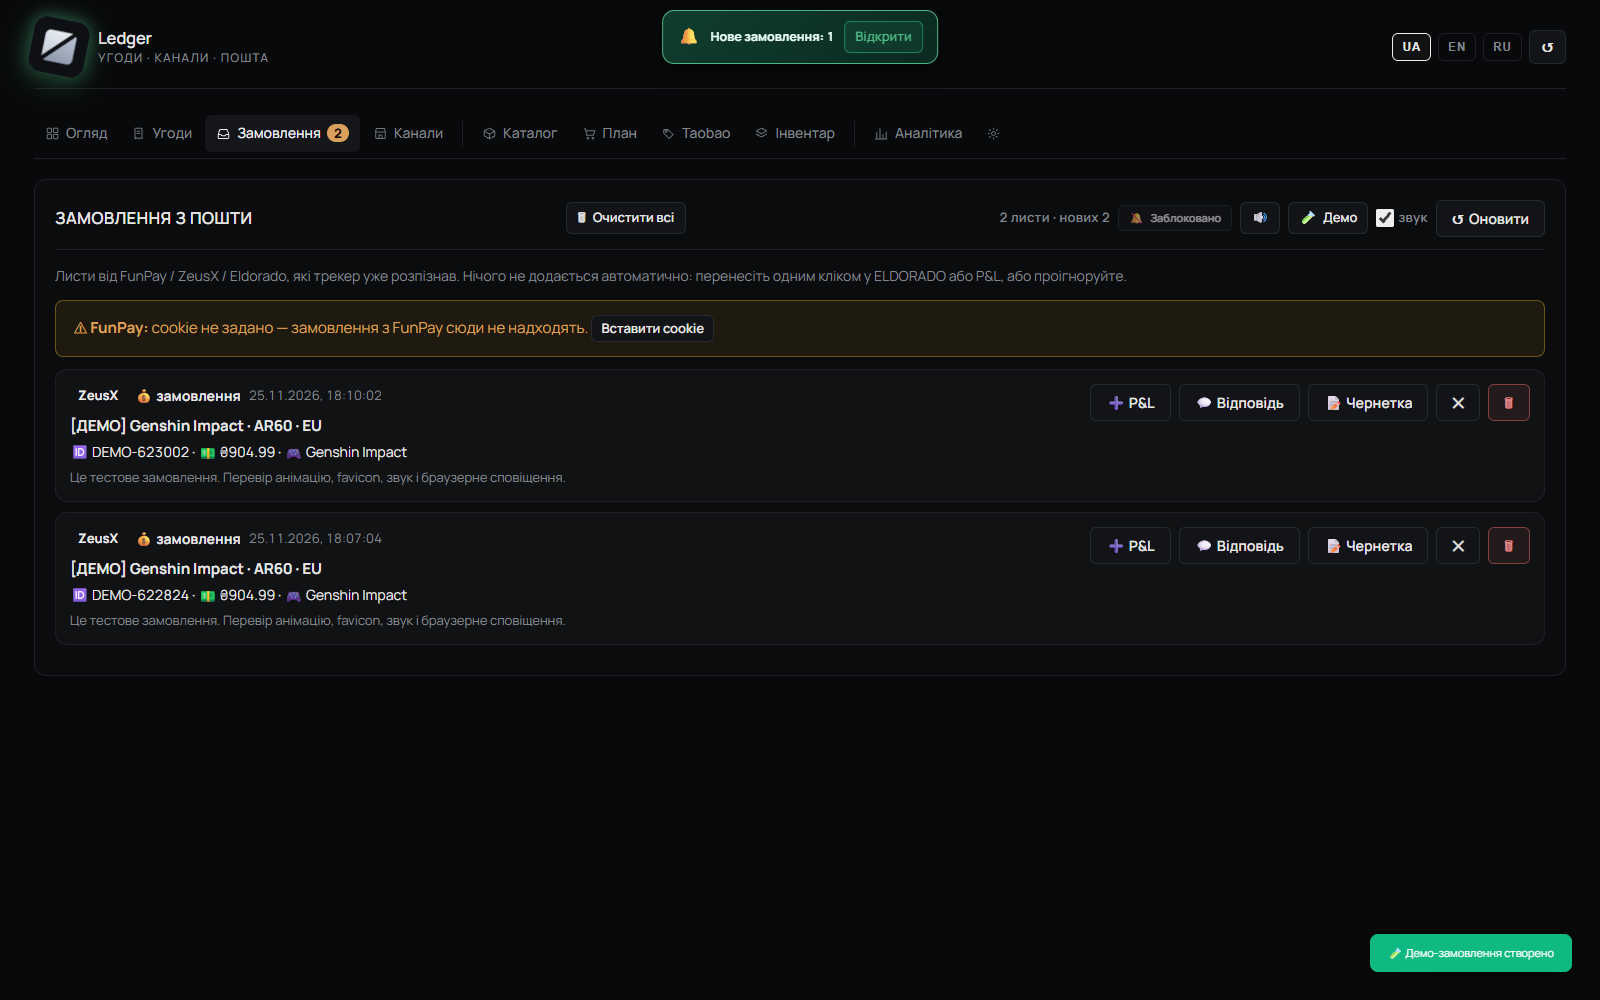 Ledger
УГОДИ · КАНАЛИ · ПОШТА
Нове замовлення: 1
Відкрити
UA
EN
RU
Огляд
Угоди
Замовлення 2
Канали
Каталог
План
Taobao
Інвентар
Аналітика
ЗАМОВЛЕННЯ З ПОШТИ
Очистити всі
2 листи · нових 2
Заблоковано
Демо
звук
Оновити
Листи від FunPay / ZeusX / Eldorado, які трекер уже розпізнав. Нічого не додається автоматично: перенесіть одним кліком у ELDORADO або P&L, або проігноруйте.
FunPay: cookie не задано — замовлення з FunPay сюди не надходять. Вставити cookie
ZeusX 💰 замовлення 25.11.2026, 18:10:02
P&L
Відповідь
Чернетка
[ДЕМО] Genshin Impact · AR60 · EU
🆔 DEMO-623002 · 💵 ₴904.99 · 🎮 Genshin Impact
Це тестове замовлення. Перевір анімацію, favicon, звук і браузерне сповіщення.
ZeusX 💰 замовлення 25.11.2026, 18:07:04
P&L
Відповідь
Чернетка
[ДЕМО] Genshin Impact · AR60 · EU
🆔 DEMO-622824 · 💵 ₴904.99 · 🎮 Genshin Impact
Це тестове замовлення. Перевір анімацію, favicon, звук і браузерне сповіщення.
Демо-замовлення створено